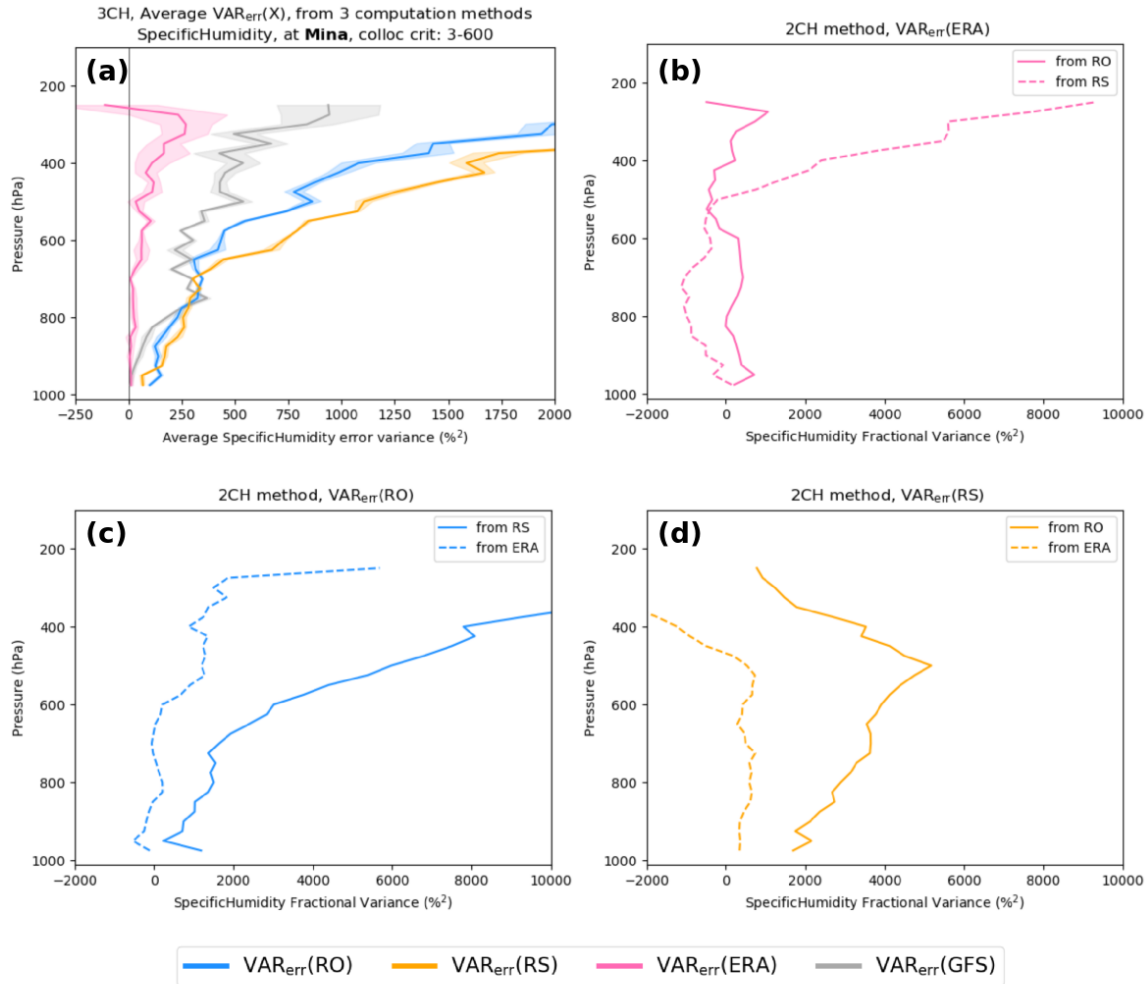 3CH, Average VARerr(X), from 3 computation methods
SpecificHumidity, at Mina, colloc crit: 3-600
(a)
200
400
600
800
1000
Pressure (hPa)
−250 0 250 500 750 1000 1250 1500 1750 2000
Average SpecificHumidity error variance (%²)
2CH method, VARerr(ERA)
(b)
from RO
from RS
200
400
600
800
1000
Pressure (hPa)
−2000 0 2000 4000 6000 8000 10000
SpecificHumidity Fractional Variance (%²)
2CH method, VARerr(RO)
(c)
from RS
from ERA
200
400
600
800
1000
Pressure (hPa)
−2000 0 2000 4000 6000 8000 10000
SpecificHumidity Fractional Variance (%²)
2CH method, VARerr(RS)
(d)
from RO
from ERA
200
400
600
800
1000
Pressure (hPa)
−2000 0 2000 4000 6000 8000 10000
SpecificHumidity Fractional Variance (%²)
VARerr(RO) VARerr(RS) VARerr(ERA) VARerr(GFS)